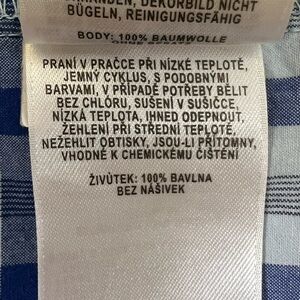 BÜGELN, REINIGUNGSFÄHIG
BODY: 100% BAUMWOLLE
PRANÍ V PRAČCE PŘI NÍZKÉ TEPLOTĚ,
JEMNÝ CYKLUS, S PODOBNÝMI
BARVAMI, V PŘÍPADĚ POTŘEBY BĚLIT
BEZ CHLÓRU, SUŠENÍ V SUŠIČCE,
NÍZKÁ TEPLOTA, IHNED ODEPNOUT,
ŽEHLENÍ PŘI STŘEDNÍ TEPLOTĚ,
NEŽEHLIT OBTISKY, JSOU-LI PŘÍTOMNY,
VHODNÉ K CHEMICKÉMU ČIŠTĚNÍ
ŽIVŮTEK: 100% BAVLNA
BEZ NÁŠIVEK